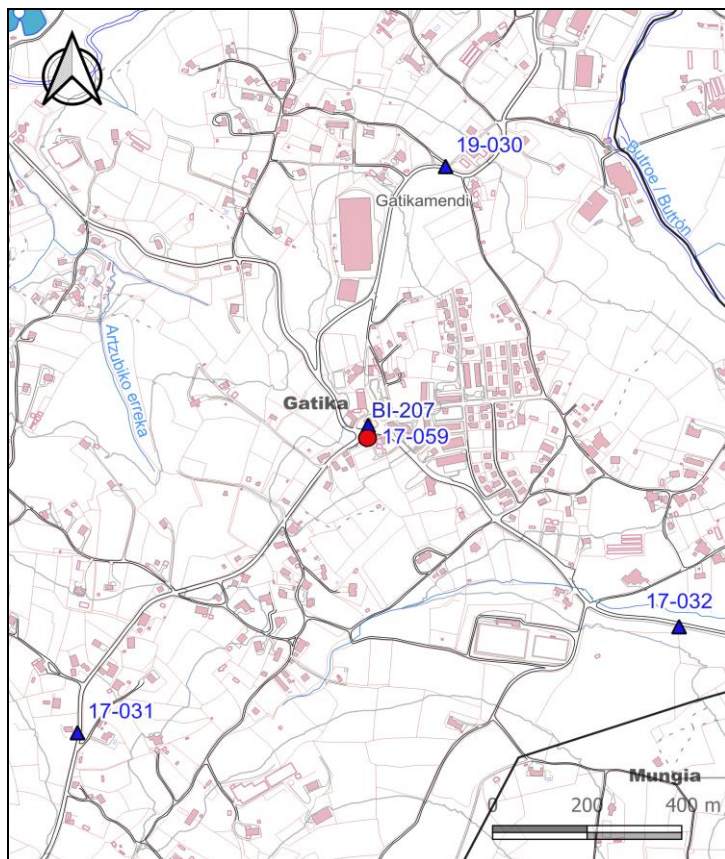 19-030
Gatikamendi
Butroe / Butrón
Artzubiko erreka
Gatika
BI-207
17-059
17-032
17-031
Mungia
0 200 400 m